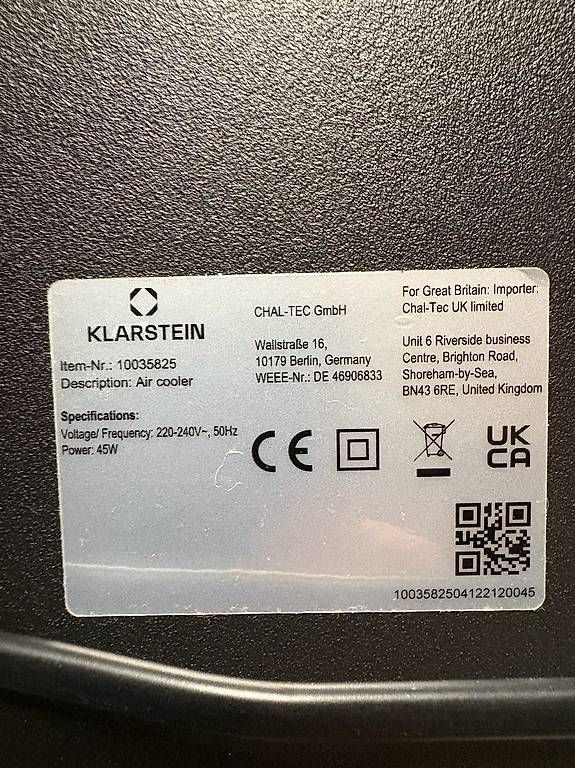 KLARSTEIN
Item-Nr.: 10035825
Description: Air cooler
Specifications:
Voltage/ Frequency: 220-240V~, 50Hz
Power: 45W
CHAL-TEC GmbH
Wallstraße 16,
10179 Berlin, Germany
WEEE-Nr.: DE 46906833
For Great Britain: Importer:
Chal-Tec UK limited
Unit 6 Riverside business
Centre, Brighton Road,
Shoreham-by-Sea,
BN43 6RE, United Kingdom
CE
UK
CA
1003582504122120045